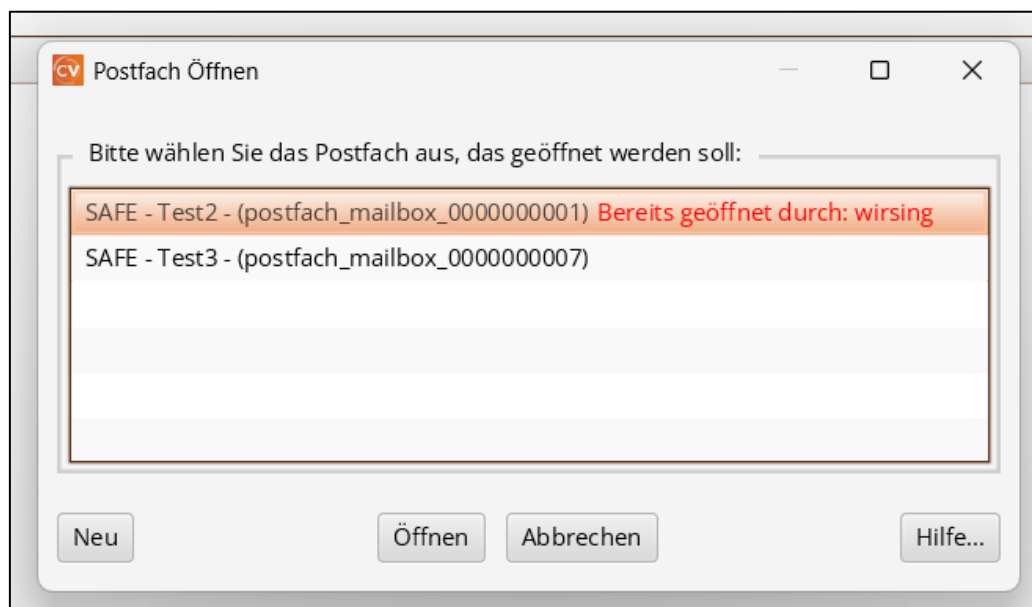 CV Postfach Öffnen
Bitte wählen Sie das Postfach aus, das geöffnet werden soll:
SAFE - Test2 - (postfach_mailbox_0000000001) Bereits geöffnet durch: wirsing
SAFE - Test3 - (postfach_mailbox_0000000007)
Neu Öffnen Abbrechen Hilfe...